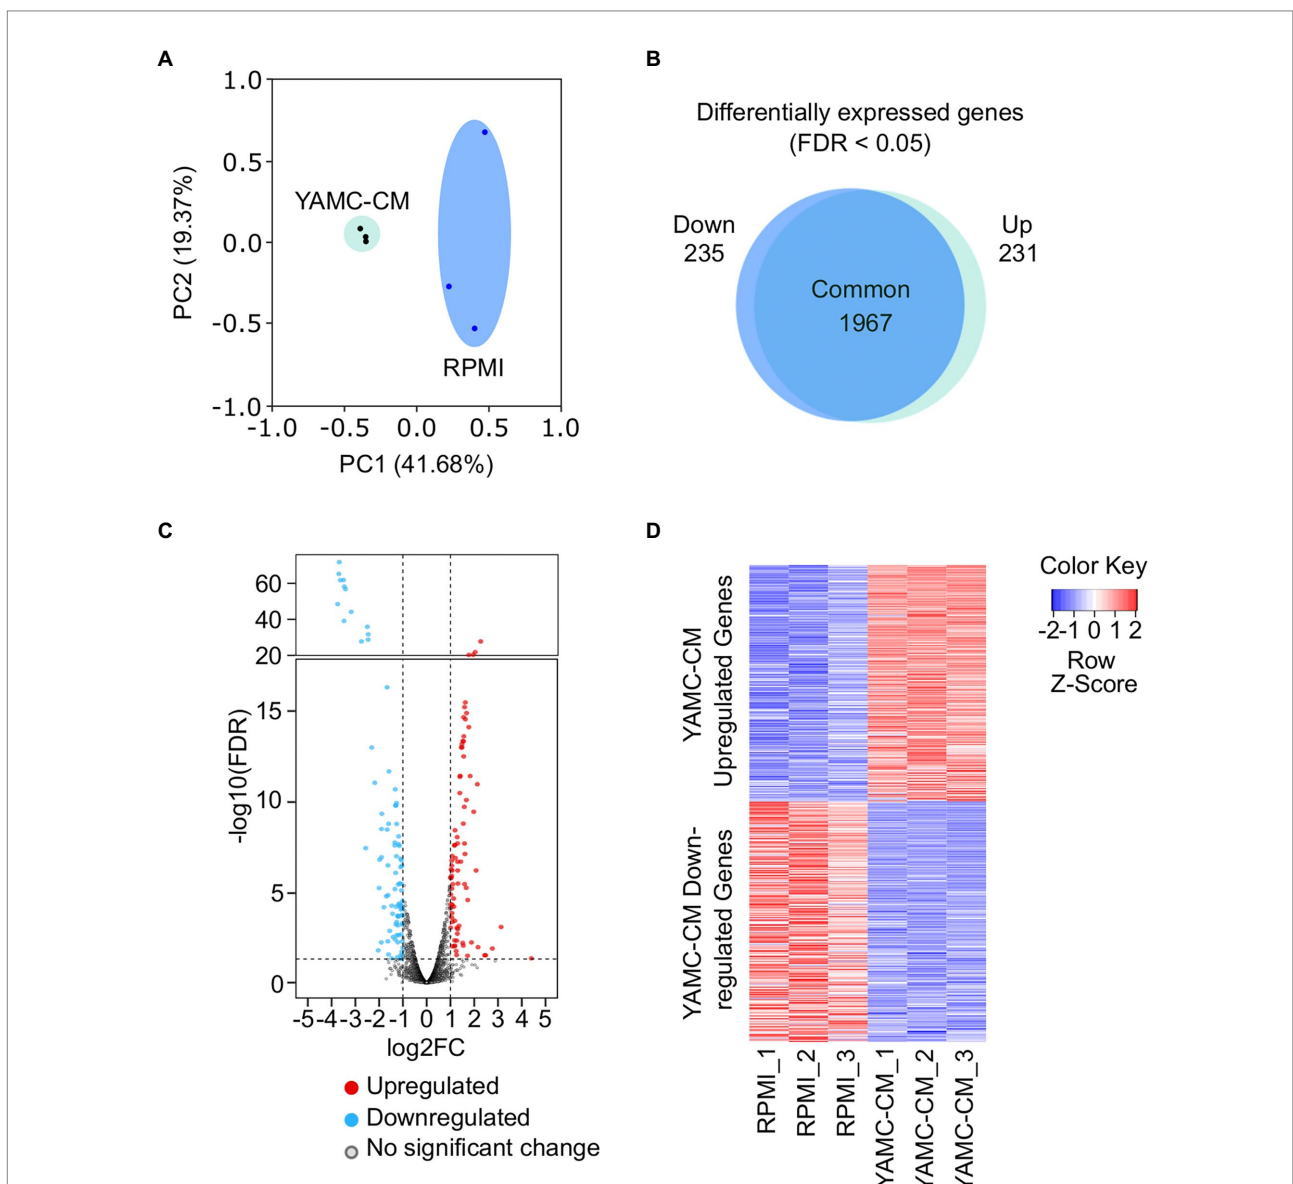 A
1.0
0.5
0.0
-0.5
-1.0
-1.0 -0.5 0.0 0.5 1.0
PC2 (19.37%)
PC1 (41.68%)
YAMC-CM
RPMI
B
Differentially expressed genes
(FDR < 0.05)
Down
235
Common
1967
Up
231
C
60
40
20
15
10
5
0
-log10(FDR)
-5 -4 -3 -2 -1 0 1 2 3 4 5
log2FC
Upregulated
Downregulated
No significant change
D
YAMC-CM
Upregulated Genes
YAMC-CM Down-
regulated Genes
RPMI_1
RPMI_2
RPMI_3
YAMC-CM_1
YAMC-CM_2
YAMC-CM_3
Color Key
-2 -1 0 1 2
Row
Z-Score